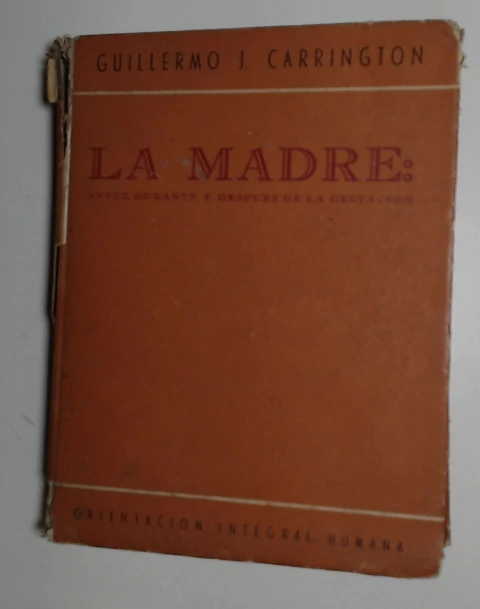 GUILLERMO J. CARRINGTON
LA MADRE:
ANTES, DURANTE, Y DESPUES DE LA GESTACION
ORIENTACION INTEGRAL HUMANA